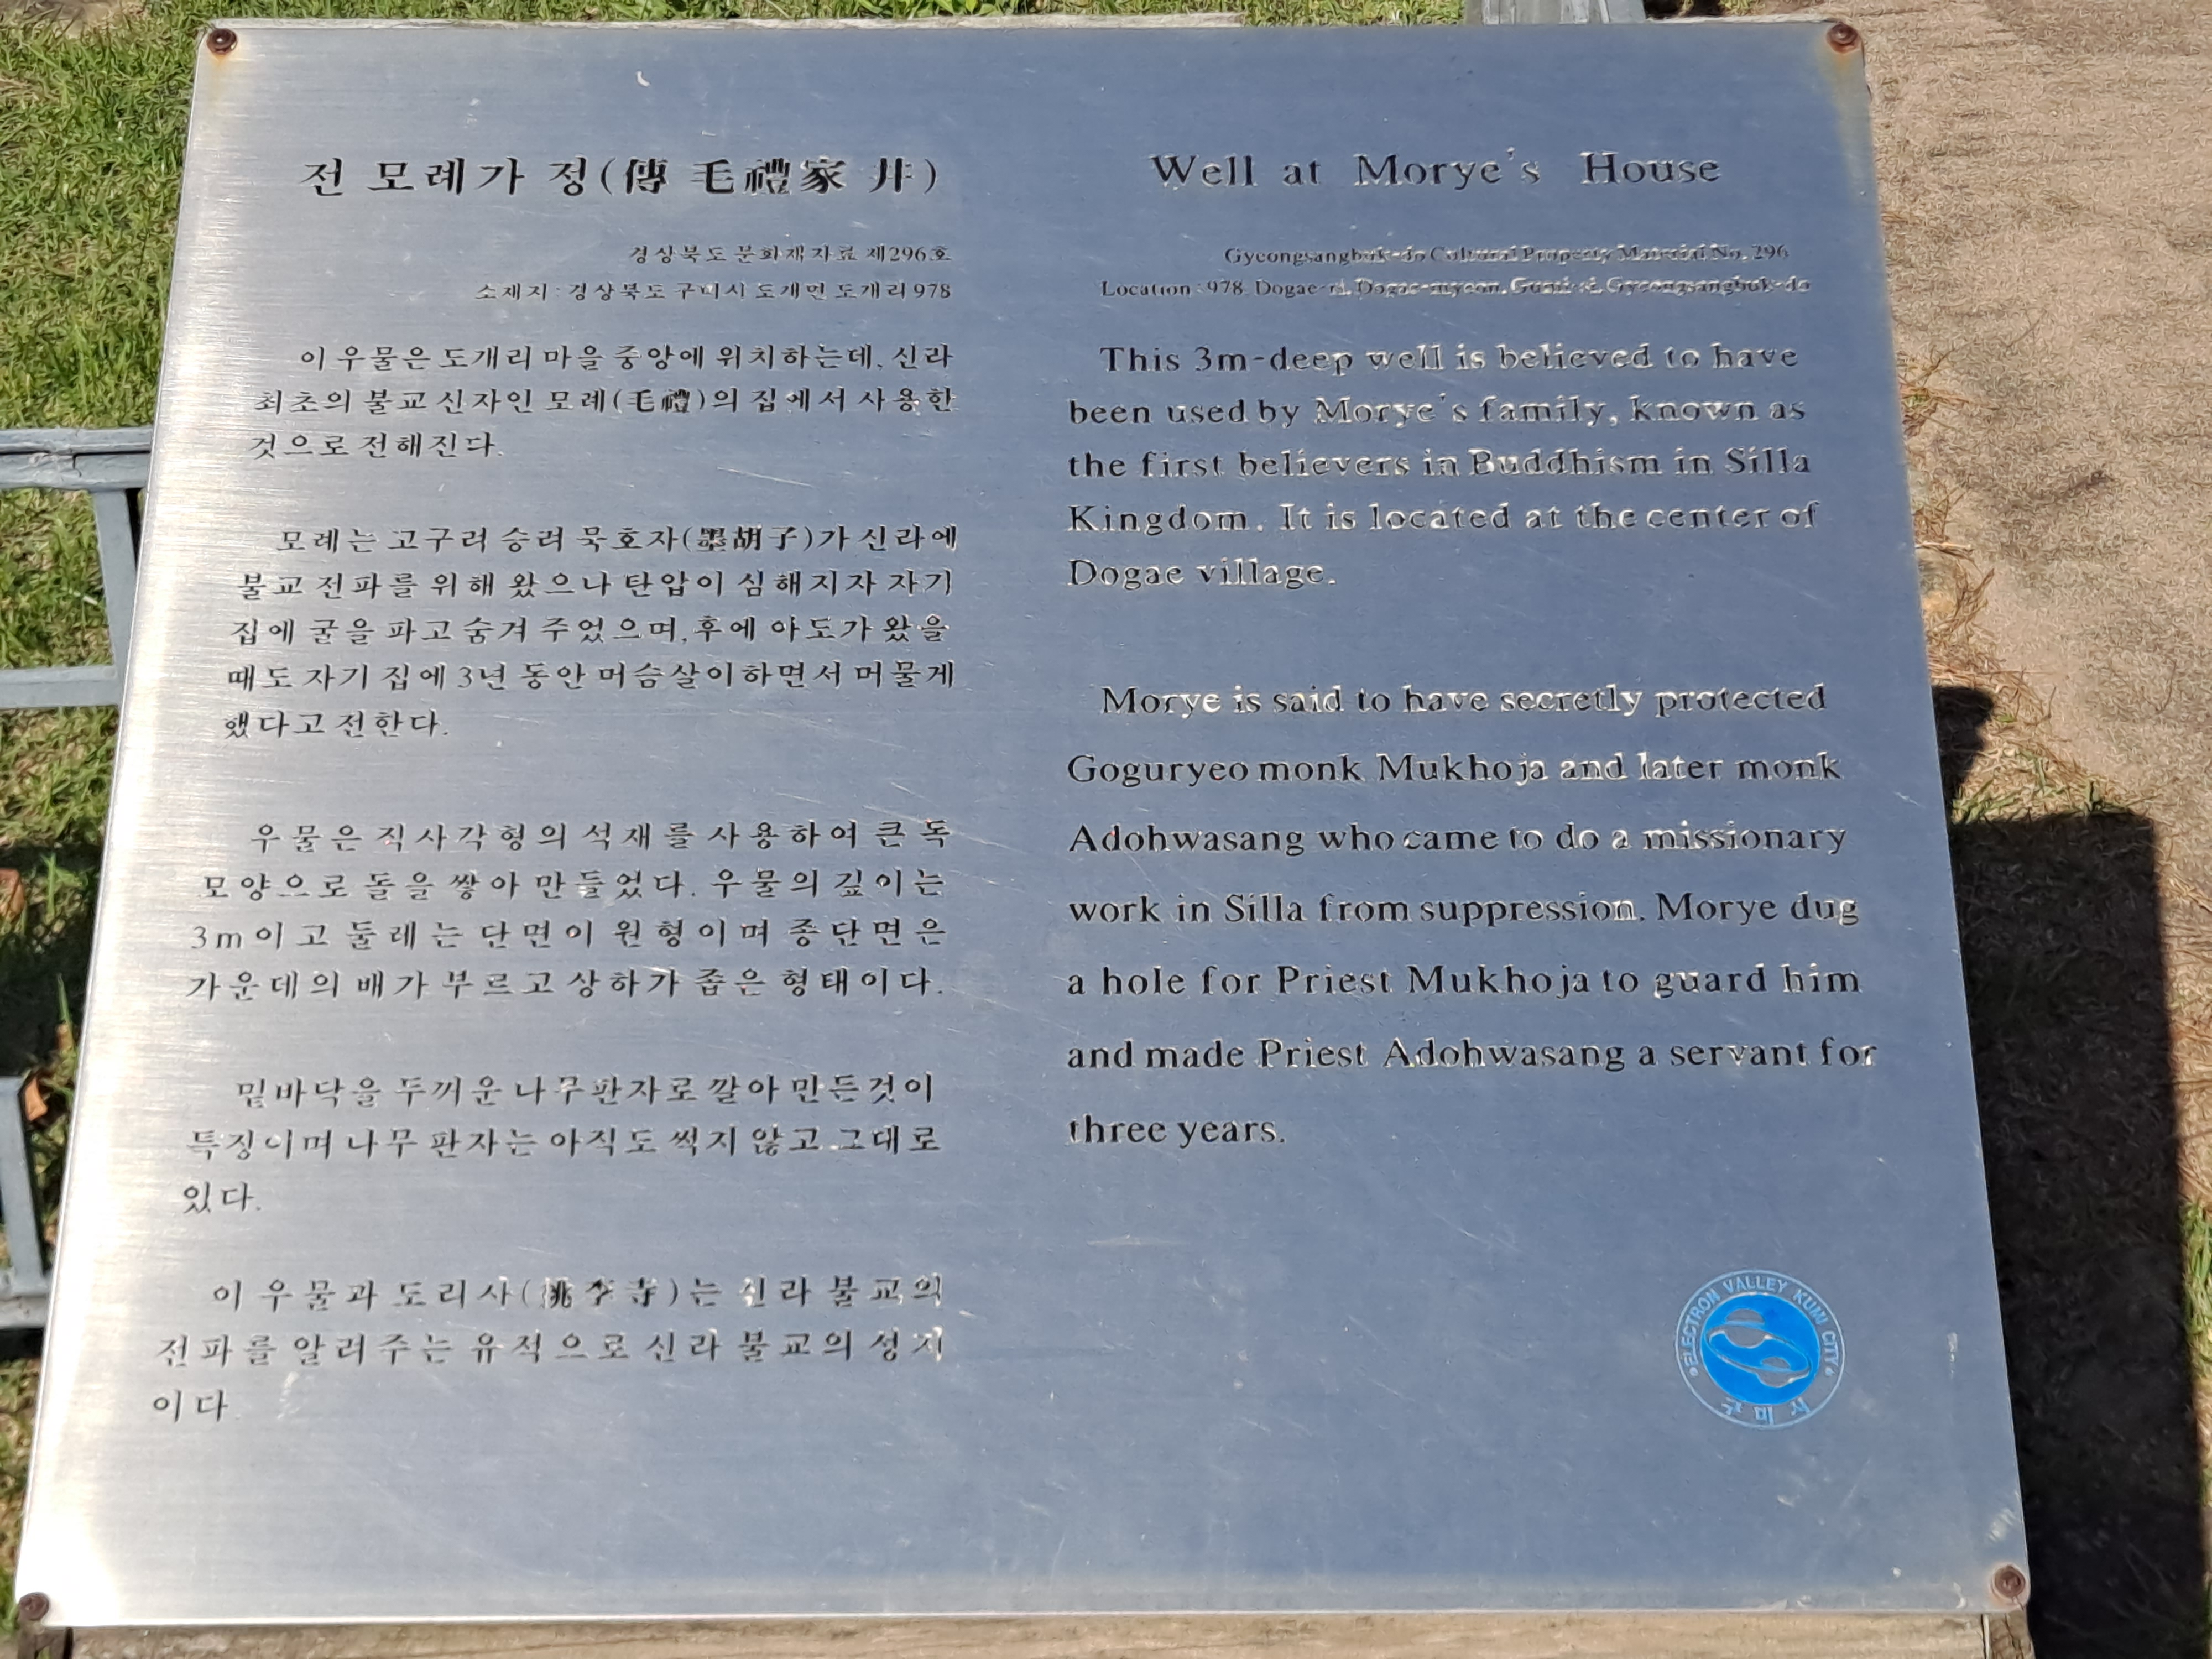 전 모례가 정(傳 毛禮家 井)
경상북도 문화재자료 제296호
소재지 : 경상북도 구미시 도개면 도개리 978
이 우물은 도개리 마을 중앙에 위치하는데, 신라
최초의 불교 신자인 모례(毛禮)의 집에서 사용한
것으로 전해진다.
모례는 고구려 승려 묵호자(墨胡子)가 신라에
불교 전파를 위해 왔으나 탄압이 심해지자 자기
집에 굴을 파고 숨겨 주었으며, 후에 아도가 왔을
때도 자기 집에 3년 동안 머슴살이하면서 머물게
했다고 전한다.
우물은 직사각형의 석재를 사용하여 큰 독
모양으로 돌을 쌓아 만들었다. 우물의 깊이는
3m이고 둘레는 단면이 원형이며 종단면은
가운데의 배가 부르고 상하가 좁은 형태이다.
밑바닥을 두꺼운 나무판자로 깔아 만든것이
특징이며 나무 판자는 아직도 썩지 않고 그대로
있다.
이 우물과 도리사(桃李寺)는 신라 불교의
전파를 알려주는 유적으로 신라 불교의 성지
이다.
Well at Morye's House
Gyeongsangbuk-do Cultural Property Material No. 296
Location : 978, Dogae-ri, Dogae-myeon, Gumi-si, Gyeongsangbuk-do
This 3m-deep well is believed to have
been used by Morye's family, known as
the first believers in Buddhism in Silla
Kingdom. It is located at the center of
Dogae village.
Morye is said to have secretly protected
Goguryeo monk Mukhoja and later monk
Adohwasang who came to do a missionary
work in Silla from suppression. Morye dug
a hole for Priest Mukhoja to guard him
and made Priest Adohwasang a servant for
three years.
ELECTRON VALLEY KUMI CITY
구미시